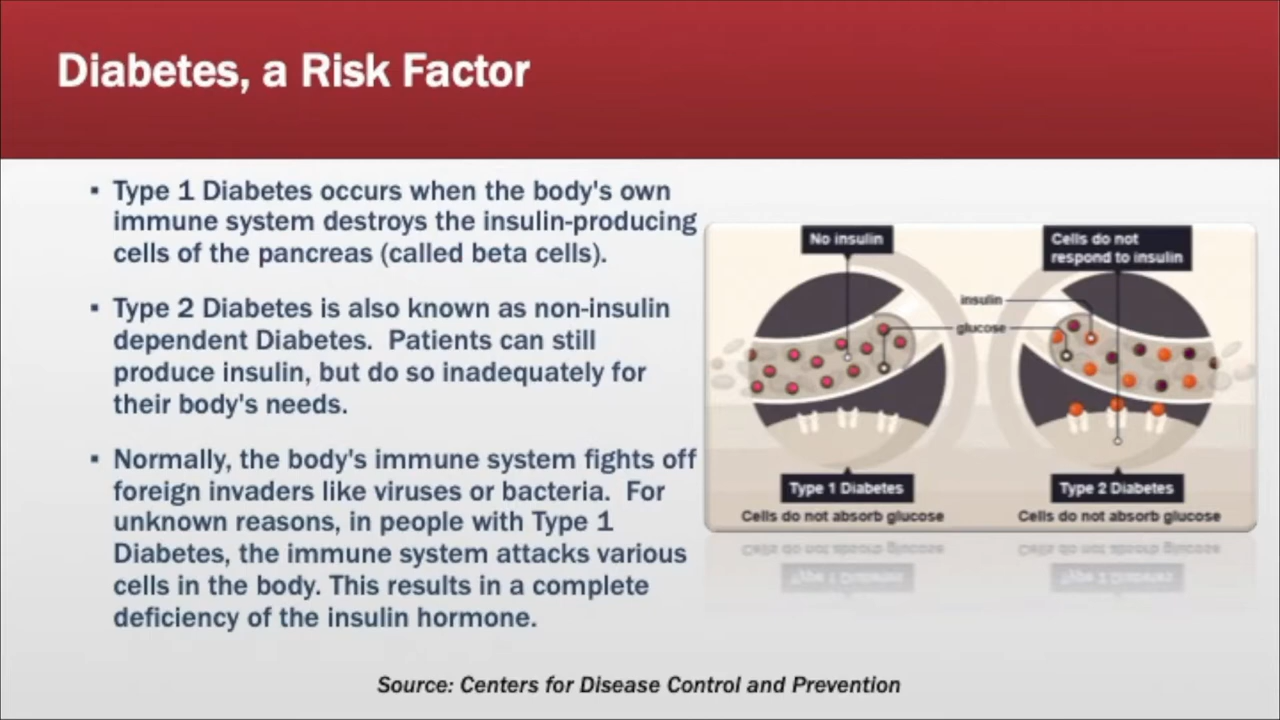 Diabetes, a Risk Factor
▪ Type 1 Diabetes occurs when the body's own
immune system destroys the insulin-producing
cells of the pancreas (called beta cells).
▪ Type 2 Diabetes is also known as non-insulin
dependent Diabetes.  Patients can still
produce insulin, but do so inadequately for
their body's needs.
▪ Normally, the body's immune system fights off
foreign invaders like viruses or bacteria.  For
unknown reasons, in people with Type 1
Diabetes, the immune system attacks various
cells in the body. This results in a complete
deficiency of the insulin hormone.
No insulin
Cells do not
respond to insulin
insulin
glucose
Type 1 Diabetes
Type 2 Diabetes
Cells do not absorb glucose
Cells do not absorb glucose
Source: Centers for Disease Control and Prevention